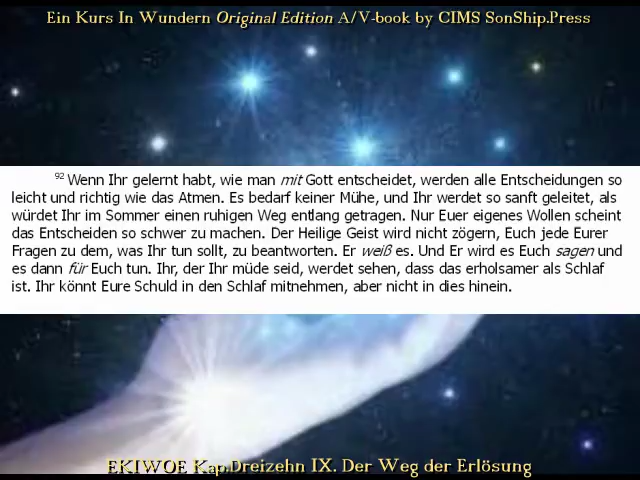 Ein Kurs In Wundern Original Edition A/V-book by CIMS SonShip.Press
92 Wenn Ihr gelernt habt, wie man mit Gott entscheidet, werden alle Entscheidungen so
leicht und richtig wie das Atmen. Es bedarf keiner Mühe, und Ihr werdet so sanft geleitet, als
würdet Ihr im Sommer einen ruhigen Weg entlang getragen. Nur Euer eigenes Wollen scheint
das Entscheiden so schwer zu machen. Der Heilige Geist wird nicht zögern, Euch jede Eurer
Fragen zu dem, was Ihr tun sollt, zu beantworten. Er weiß es. Und Er wird es Euch sagen und
es dann für Euch tun. Ihr, der Ihr müde seid, werdet sehen, dass das erholsamer als Schlaf
ist. Ihr könnt Eure Schuld in den Schlaf mitnehmen, aber nicht in dies hinein.
EKIWOE Kap.Dreizehn IX. Der Weg der Erlösung